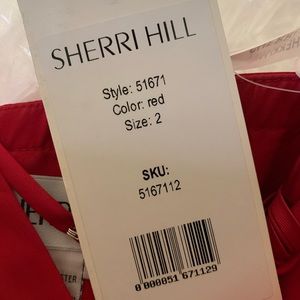 SHERRI HILL
Style: 51671
Color: red
Size: 2
SKU:
5167112
0 000051 671129